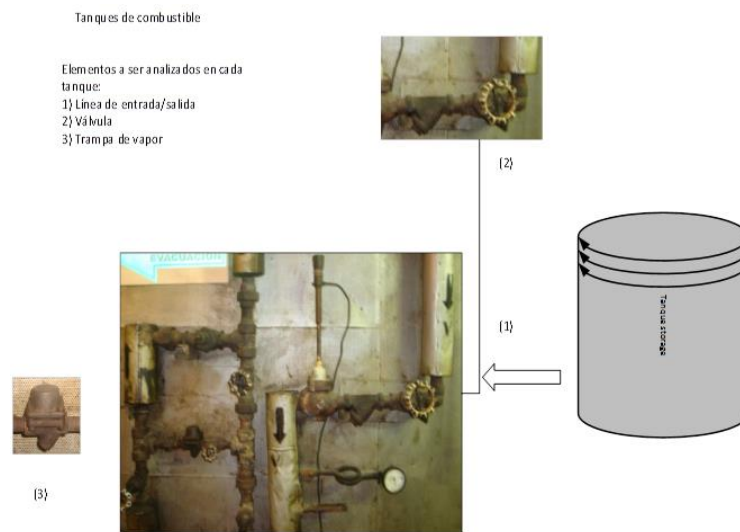 Tanques de combustible
Elementos a ser analizados en cada
tanque:
1) Línea de entrada/salida
2) Válvula
3) Trampa de vapor
(2)
(1)
Tanque storage
(3)
EVACUACION